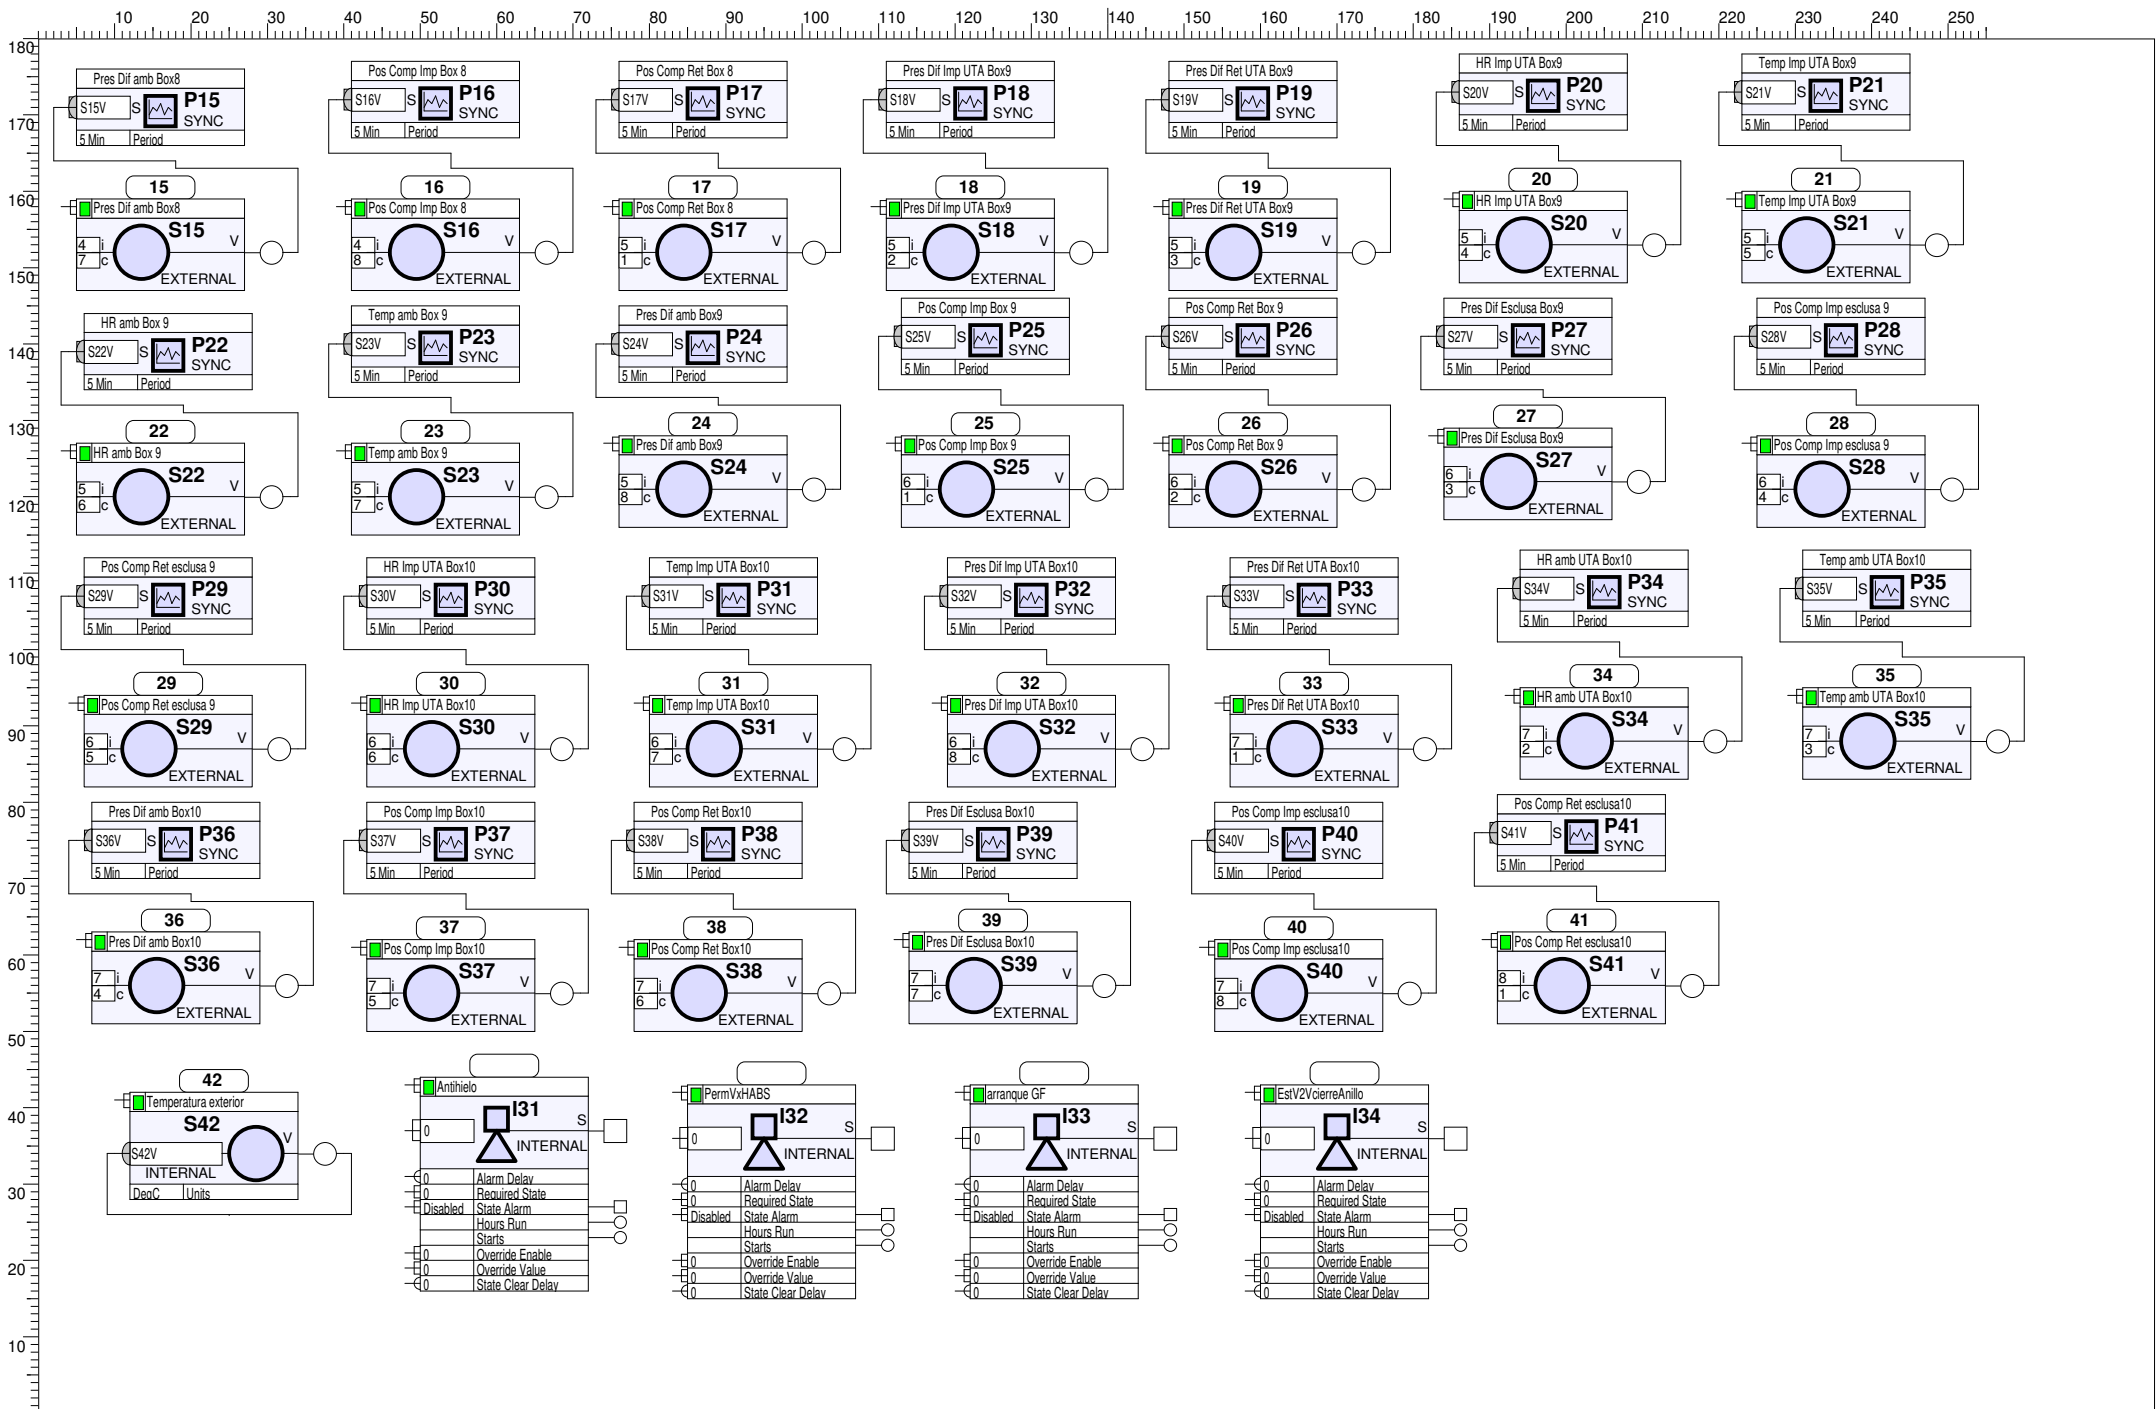 10 20 30 40 50 60 70 80 90 100 110 120 130 140 150 160 170 180 190 200 210 220 230 240 250
180
Pres Dif amb Box8
S15V S P15
SYNC
5 Min Period
Pos Comp Imp Box 8
S16V S P16
SYNC
5 Min Period
Pos Comp Ret Box 8
S17V S P17
SYNC
5 Min Period
Pres Dif Imp UTA Box9
S18V S P18
SYNC
5 Min Period
Pres Dif Ret UTA Box9
S19V S P19
SYNC
5 Min Period
HR Imp UTA Box9
S20V S P20
SYNC
5 Min Period
Temp Imp UTA Box9
S21V S P21
SYNC
5 Min Period
170
15
Pres Dif amb Box8
S15
4 i V
7 c
EXTERNAL
16
Pos Comp Imp Box 8
S16
4 i V
8 c
EXTERNAL
17
Pos Comp Ret Box 8
S17
5 i V
1 c
EXTERNAL
18
Pres Dif Imp UTA Box9
S18
5 i V
2 c
EXTERNAL
19
Pres Dif Ret UTA Box9
S19
5 i V
3 c
EXTERNAL
20
HR Imp UTA Box9
S20
5 i V
4 c
EXTERNAL
21
Temp Imp UTA Box9
S21
5 i V
5 c
EXTERNAL
160
150
HR amb Box 9
S22V S P22
SYNC
5 Min Period
Temp amb Box 9
S23V S P23
SYNC
5 Min Period
Pres Dif amb Box9
S24V S P24
SYNC
5 Min Period
Pos Comp Imp Box 9
S25V S P25
SYNC
5 Min Period
Pos Comp Ret Box 9
S26V S P26
SYNC
5 Min Period
Pres Dif Esclusa Box9
S27V S P27
SYNC
5 Min Period
Pos Comp Imp esclusa 9
S28V S P28
SYNC
5 Min Period
140
130
22
HR amb Box 9
S22
5 i V
6 c
EXTERNAL
23
Temp amb Box 9
S23
5 i V
7 c
EXTERNAL
24
Pres Dif amb Box9
S24
5 i V
8 c
EXTERNAL
25
Pos Comp Imp Box 9
S25
6 i V
1 c
EXTERNAL
26
Pos Comp Ret Box 9
S26
6 i V
2 c
EXTERNAL
27
Pres Dif Esclusa Box9
S27
6 i V
3 c
EXTERNAL
28
Pos Comp Imp esclusa 9
S28
6 i V
4 c
EXTERNAL
120
110
Pos Comp Ret esclusa 9
S29V S P29
SYNC
5 Min Period
HR Imp UTA Box10
S30V S P30
SYNC
5 Min Period
Temp Imp UTA Box10
S31V S P31
SYNC
5 Min Period
Pres Dif Imp UTA Box10
S32V S P32
SYNC
5 Min Period
Pres Dif Ret UTA Box10
S33V S P33
SYNC
5 Min Period
HR amb UTA Box10
S34V S P34
SYNC
5 Min Period
Temp amb UTA Box10
S35V S P35
SYNC
5 Min Period
100
29
Pos Comp Ret esclusa 9
S29
6 i V
5 c
EXTERNAL
30
HR Imp UTA Box10
S30
6 i V
6 c
EXTERNAL
31
Temp Imp UTA Box10
S31
6 i V
7 c
EXTERNAL
32
Pres Dif Imp UTA Box10
S32
6 i V
8 c
EXTERNAL
33
Pres Dif Ret UTA Box10
S33
7 i V
1 c
EXTERNAL
34
HR amb UTA Box10
S34
7 i V
2 c
EXTERNAL
35
Temp amb UTA Box10
S35
7 i V
3 c
EXTERNAL
90
80
Pres Dif amb Box10
S36V S P36
SYNC
5 Min Period
Pos Comp Imp Box10
S37V S P37
SYNC
5 Min Period
Pos Comp Ret Box10
S38V S P38
SYNC
5 Min Period
Pres Dif Esclusa Box10
S39V S P39
SYNC
5 Min Period
Pos Comp Imp esclusa10
S40V S P40
SYNC
5 Min Period
Pos Comp Ret esclusa10
S41V S P41
SYNC
5 Min Period
70
36
Pres Dif amb Box10
S36
7 i V
4 c
EXTERNAL
37
Pos Comp Imp Box10
S37
7 i V
5 c
EXTERNAL
38
Pos Comp Ret Box10
S38
7 i V
6 c
EXTERNAL
39
Pres Dif Esclusa Box10
S39
7 i V
7 c
EXTERNAL
40
Pos Comp Imp esclusa10
S40
7 i V
8 c
EXTERNAL
41
Pos Comp Ret esclusa10
S41
8 i V
1 c
EXTERNAL
60
50
42
Temperatura exterior
S42
V
S42V
INTERNAL
DegC Units
Antihielo
I31
0 S
INTERNAL
0 Alarm Delay
0 Required State
Disabled State Alarm
Hours Run
Starts
0 Override Enable
0 Override Value
0 State Clear Delay
PermVxHABS
I32
0 S
INTERNAL
0 Alarm Delay
0 Required State
Disabled State Alarm
Hours Run
Starts
0 Override Enable
0 Override Value
0 State Clear Delay
arranque GF
I33
0 S
INTERNAL
0 Alarm Delay
0 Required State
Disabled State Alarm
Hours Run
Starts
0 Override Enable
0 Override Value
0 State Clear Delay
EstV2VcierreAnillo
I34
0 S
INTERNAL
0 Alarm Delay
0 Required State
Disabled State Alarm
Hours Run
Starts
0 Override Enable
0 Override Value
0 State Clear Delay
40
30
20
10